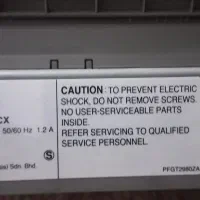 CAUTION: TO PREVENT ELECTRIC
SHOCK, DO NOT REMOVE SCREWS.
NO USER-SERVICEABLE PARTS
INSIDE.
REFER SERVICING TO QUALIFIED
SERVICE PERSONNEL.
CX
50/60 Hz 1.2 A
S
Sdn. Bhd.
PFGT2980ZA